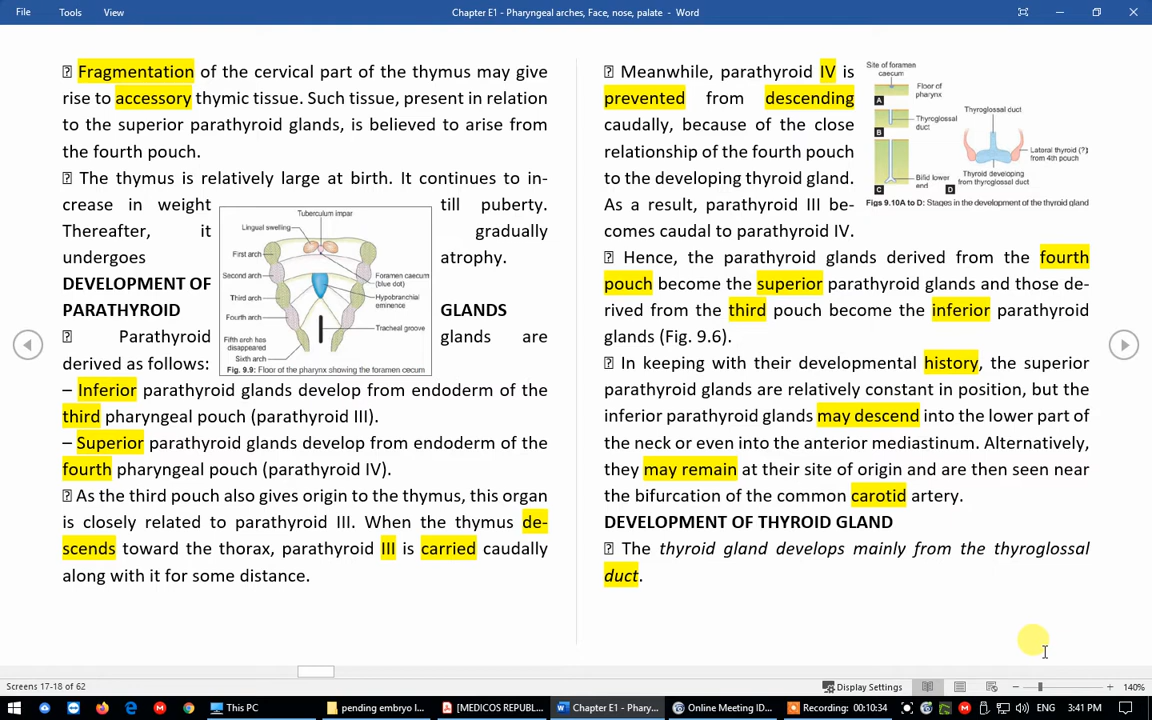 File Tools View Chapter E1 - Pharyngeal arches, Face, nose, palate - Word
Fragmentation of the cervical part of the thymus may give
rise to accessory thymic tissue. Such tissue, present in relation
to the superior parathyroid glands, is believed to arise from
the fourth pouch.
The thymus is relatively large at birth. It continues to in-
crease in weight till puberty.
Thereafter, it gradually
undergoes atrophy.
DEVELOPMENT OF
PARATHYROID GLANDS
Parathyroid glands are
derived as follows:
Tuberculum impar
Lingual swelling
First arch
Second arch
Third arch
Fourth arch
Fifth arch has
disappeared
Sixth arch
Foramen caecum
(blue dot)
Hypobranchial
eminence
Tracheal groove
Fig. 9.9: Floor of the pharynx showing the foramen cecum
– Inferior parathyroid glands develop from endoderm of the
third pharyngeal pouch (parathyroid III).
– Superior parathyroid glands develop from endoderm of the
fourth pharyngeal pouch (parathyroid IV).
As the third pouch also gives origin to the thymus, this organ
is closely related to parathyroid III. When the thymus de-
scends toward the thorax, parathyroid III is carried caudally
along with it for some distance.
Meanwhile, parathyroid IV is
prevented from descending
caudally, because of the close
relationship of the fourth pouch
to the developing thyroid gland.
As a result, parathyroid III be-
comes caudal to parathyroid IV.
Site of foramen
caecum
Floor of
pharynx
A
Thyroglossal
duct
B
Bifid lower
end
C
D
Thyroglossal duct
Lateral thyroid (?)
from 4th pouch
Thyroid developing
from thyroglossal duct
Figs 9.10A to D: Stages in the development of the thyroid gland
Hence, the parathyroid glands derived from the fourth
pouch become the superior parathyroid glands and those de-
rived from the third pouch become the inferior parathyroid
glands (Fig. 9.6).
In keeping with their developmental history, the superior
parathyroid glands are relatively constant in position, but the
inferior parathyroid glands may descend into the lower part of
the neck or even into the anterior mediastinum. Alternatively,
they may remain at their site of origin and are then seen near
the bifurcation of the common carotid artery.
DEVELOPMENT OF THYROID GLAND
The thyroid gland develops mainly from the thyroglossal
duct.
Screens 17-18 of 62 Display Settings 140%
This PC pending embryo l... [MEDICOS REPUBL... Chapter E1 - Phary... Online Meeting ID... Recording - 00:10:34 ENG 3:41 PM